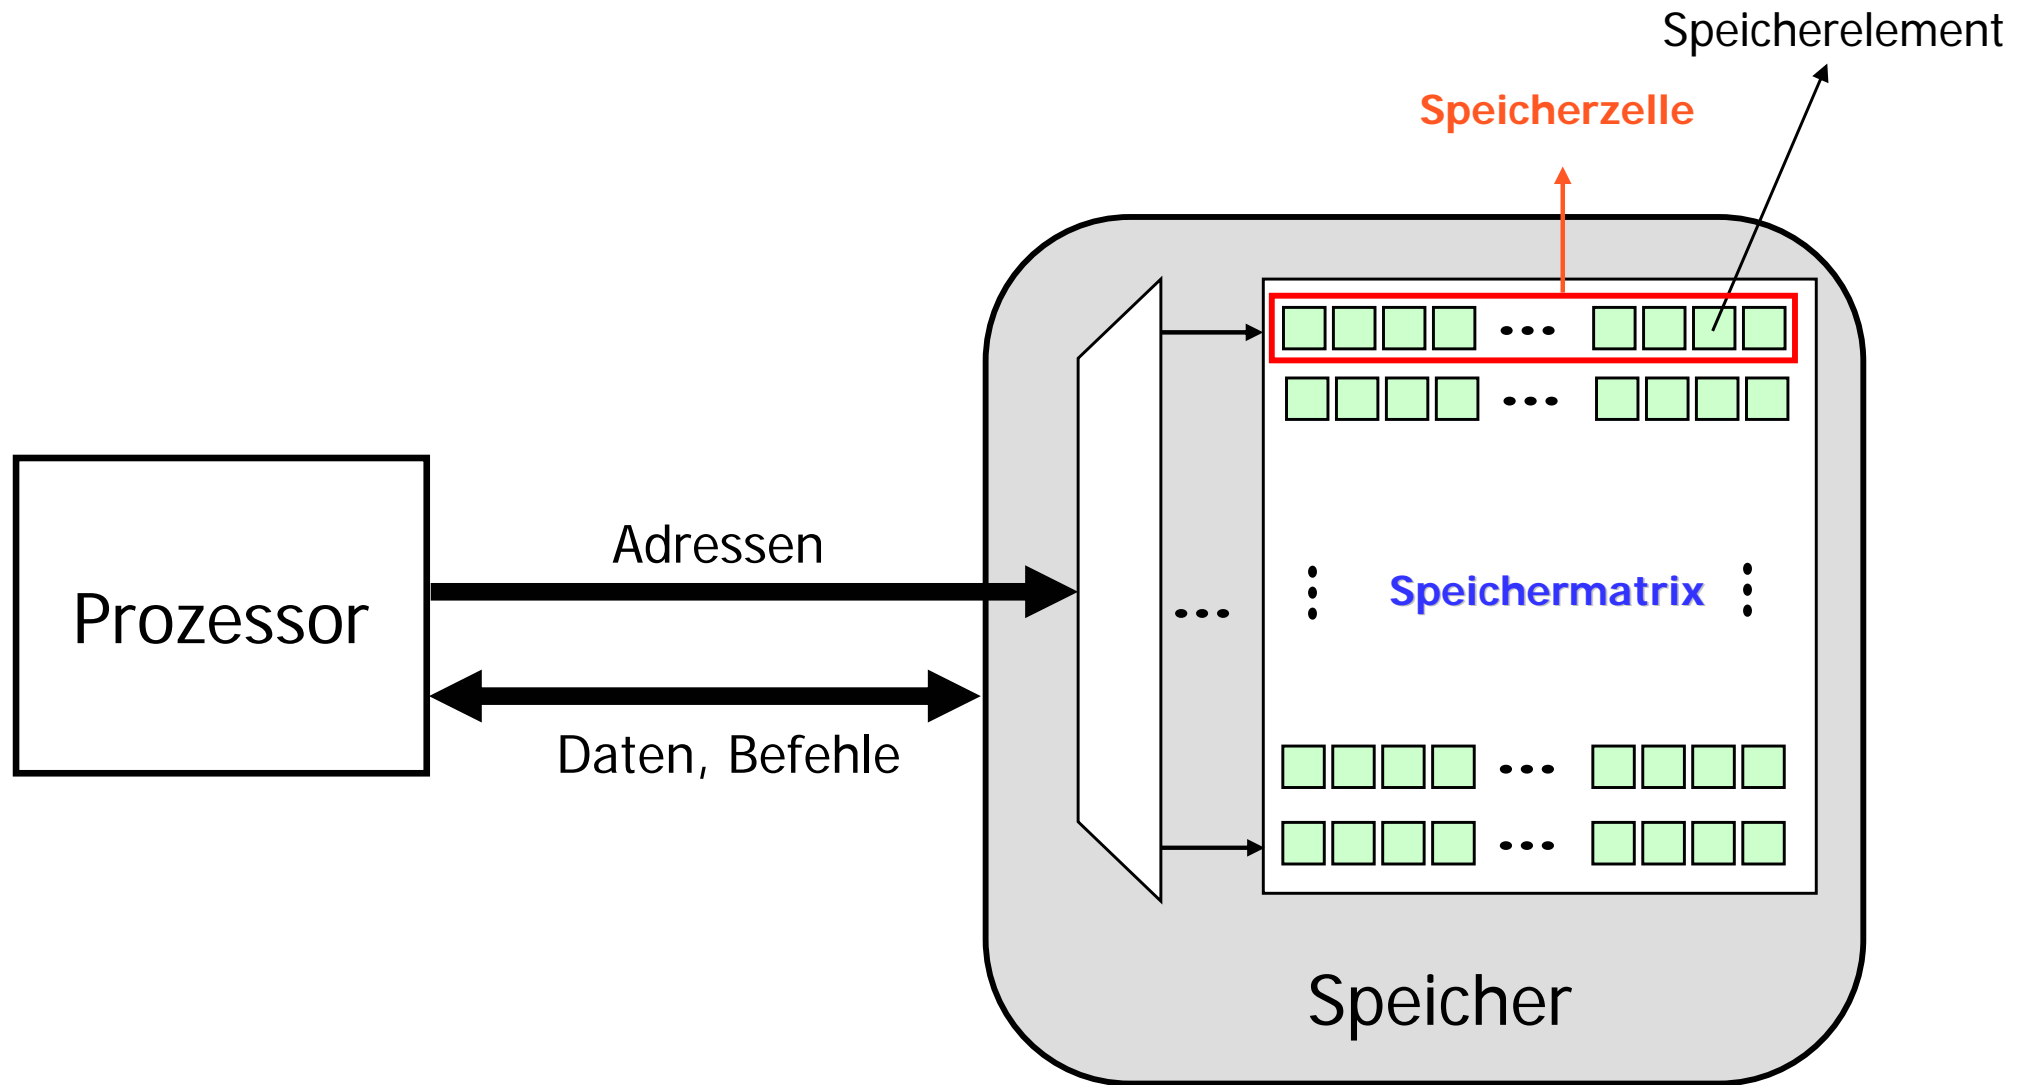 Speicherelement
Speicherzelle
Adressen
Prozessor
Speichermatrix
Daten, Befehle
Speicher